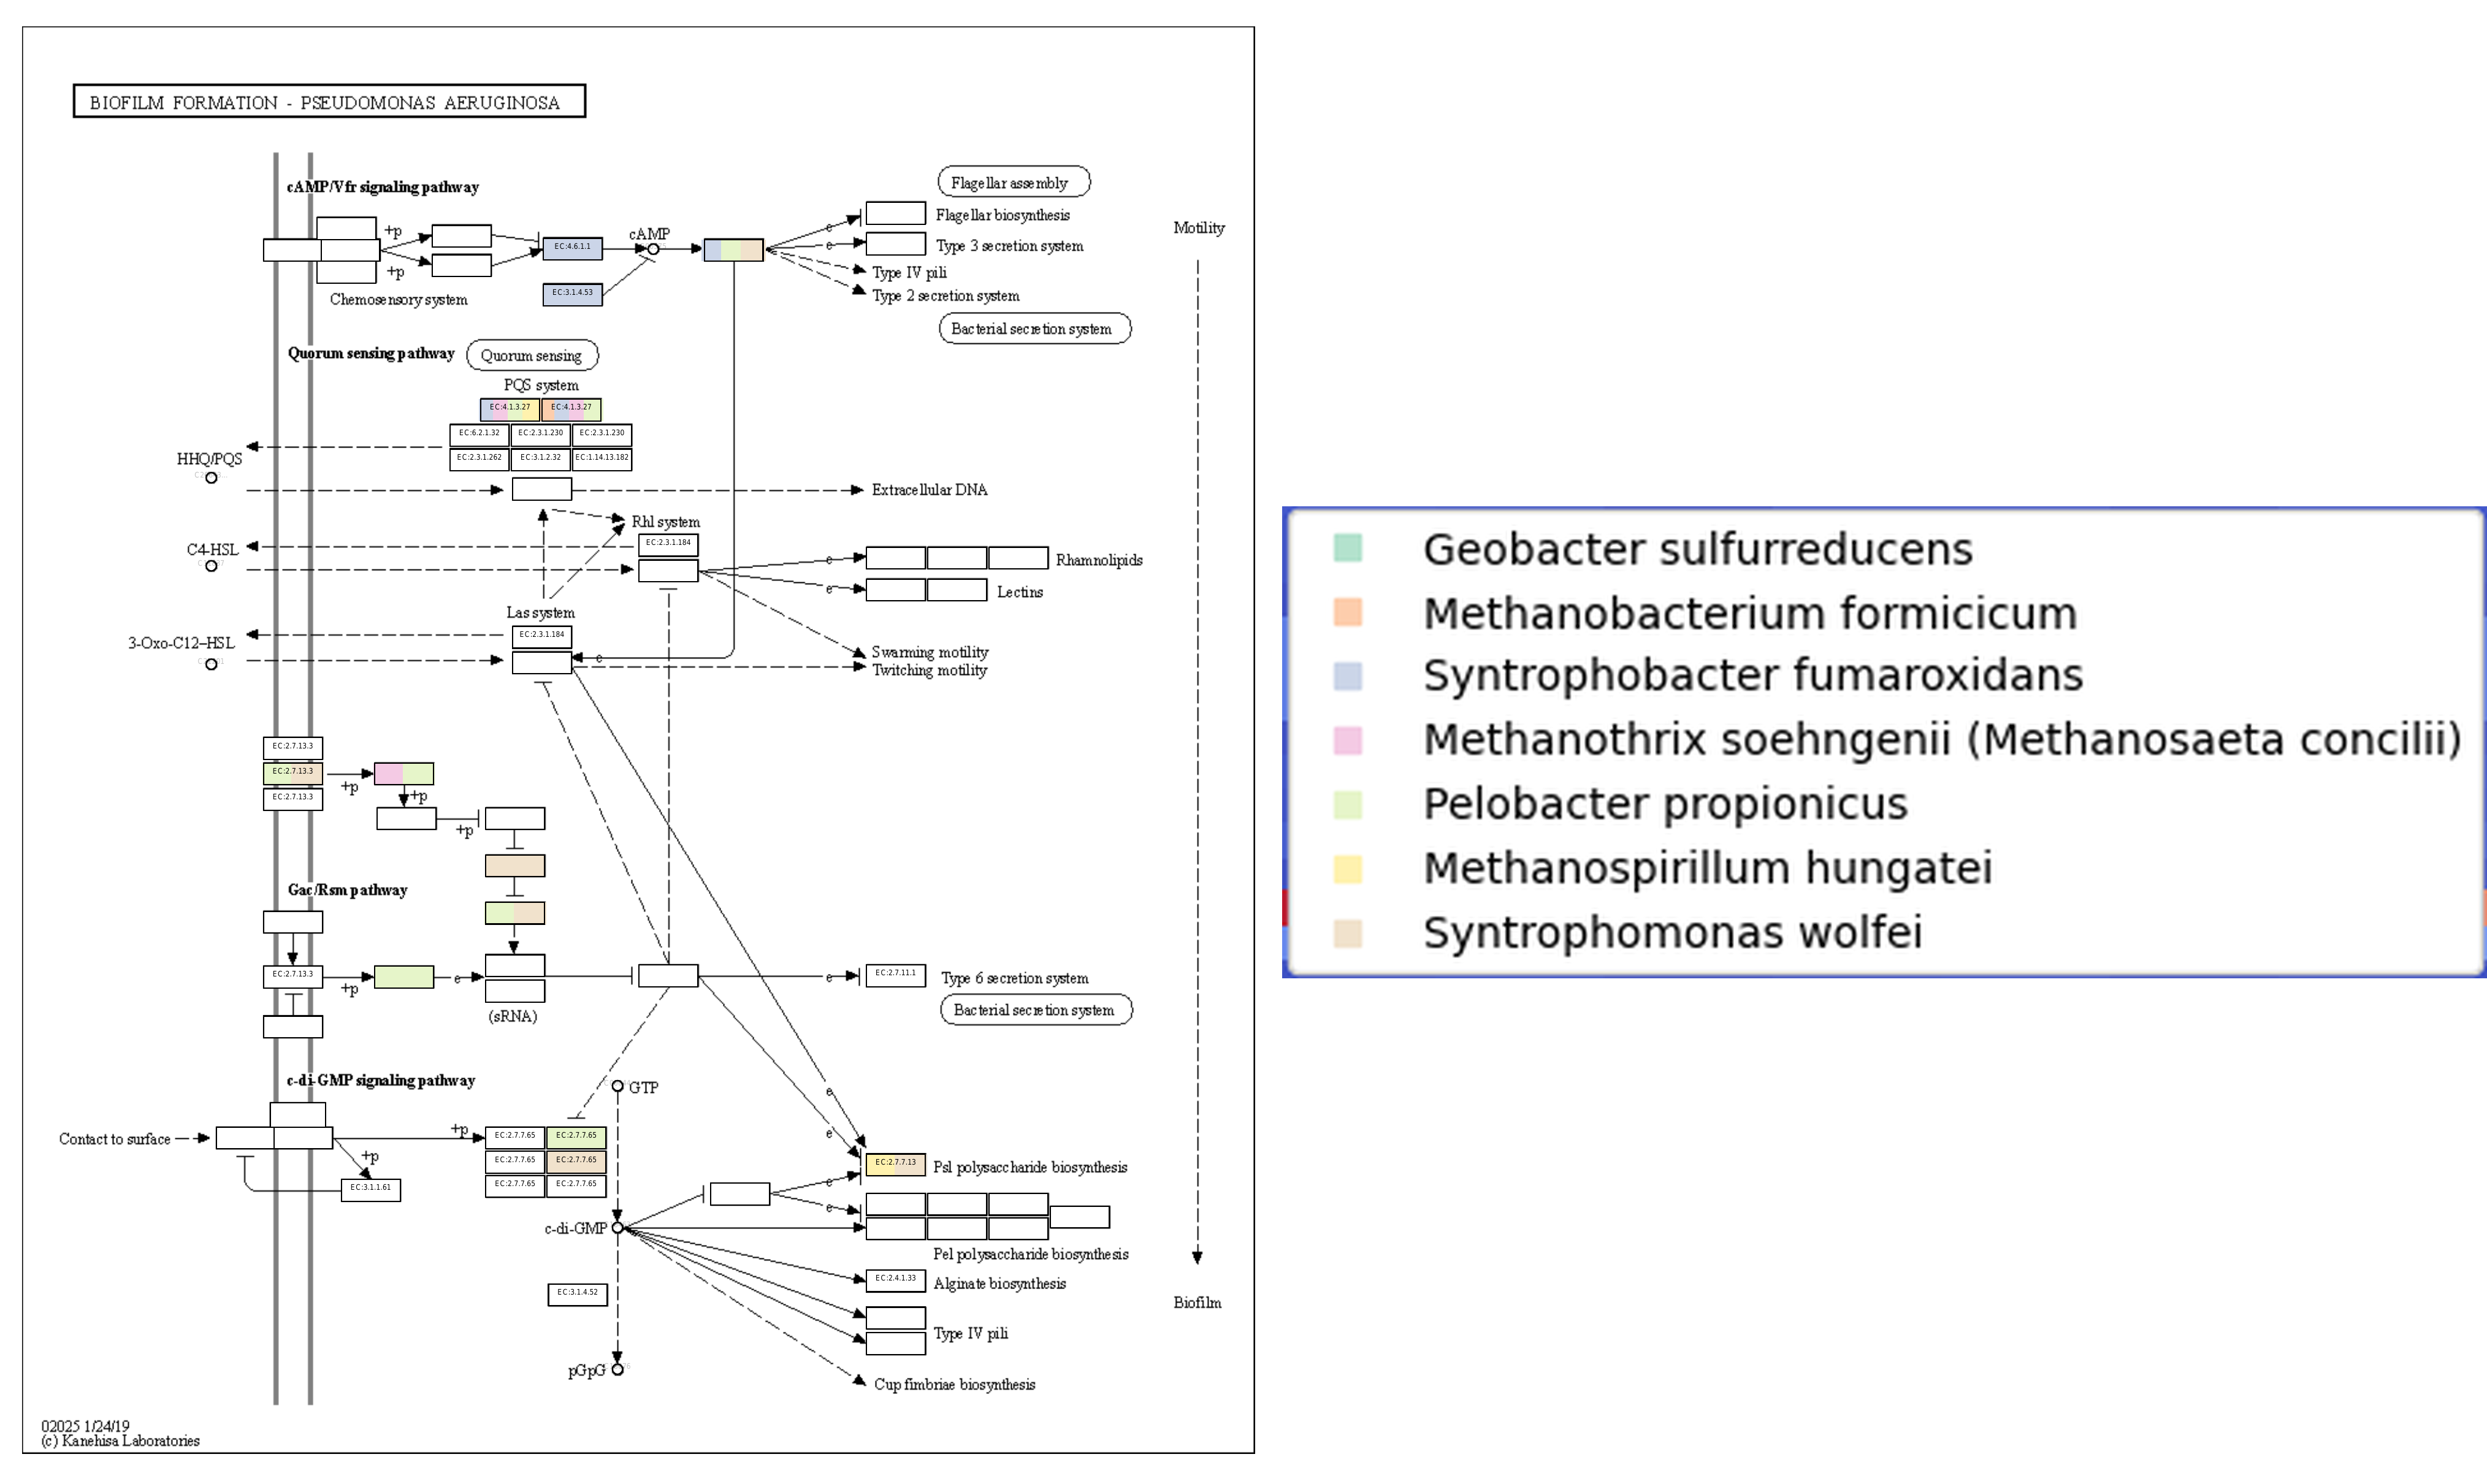 BIOFILM FORMATION - PSEUDOMONAS AERUGINOSA
cAMP/Vfr signaling pathway
Flagellar assembly
+p
+p
Chemosensory system
EC:4.6.1.1
EC:3.1.4.53
cAMP
e
e
Flagellar biosynthesis
Type 3 secretion system
Type IV pili
Type 2 secretion system
Bacterial secretion system
Motility
Quorum sensing pathway
Quorum sensing
PQS system
EC:4.1.3.27 EC:4.1.3.27
EC:6.2.1.32 EC:2.3.1.230 EC:2.3.1.230
EC:2.3.1.262 EC:3.1.2.32 EC:1.14.13.182
HHQ/PQS
Extracellular DNA
Rhl system
EC:2.3.1.184
C4-HSL
e
e
Rhamnolipids
Lectins
Las system
EC:2.3.1.184
3-Oxo-C12-HSL
e
Swarming motility
Twitching motility
EC:2.7.13.3
EC:2.7.13.3
EC:2.7.13.3
+p
+p
+p
Gac/Rsm pathway
EC:2.7.13.3
+p
e
(sRNA)
e
EC:2.7.11.1
Type 6 secretion system
Bacterial secretion system
c-di-GMP signaling pathway
GTP
Contact to surface
+p
+p
EC:3.1.1.61
EC:2.7.7.65 EC:2.7.7.65
EC:2.7.7.65 EC:2.7.7.65
EC:2.7.7.65 EC:2.7.7.65
e
e
e
e
EC:2.7.7.13
Psl polysaccharide biosynthesis
c-di-GMP
Pel polysaccharide biosynthesis
EC:2.4.1.33
Alginate biosynthesis
EC:3.1.4.52
Type IV pili
pGpG
Cup fimbriae biosynthesis
Biofilm
02025 1/24/19
(c) Kanehisa Laboratories
Geobacter sulfurreducens
Methanobacterium formicicum
Syntrophobacter fumaroxidans
Methanothrix soehngenii (Methanosaeta concilii)
Pelobacter propionicus
Methanospirillum hungatei
Syntrophomonas wolfei